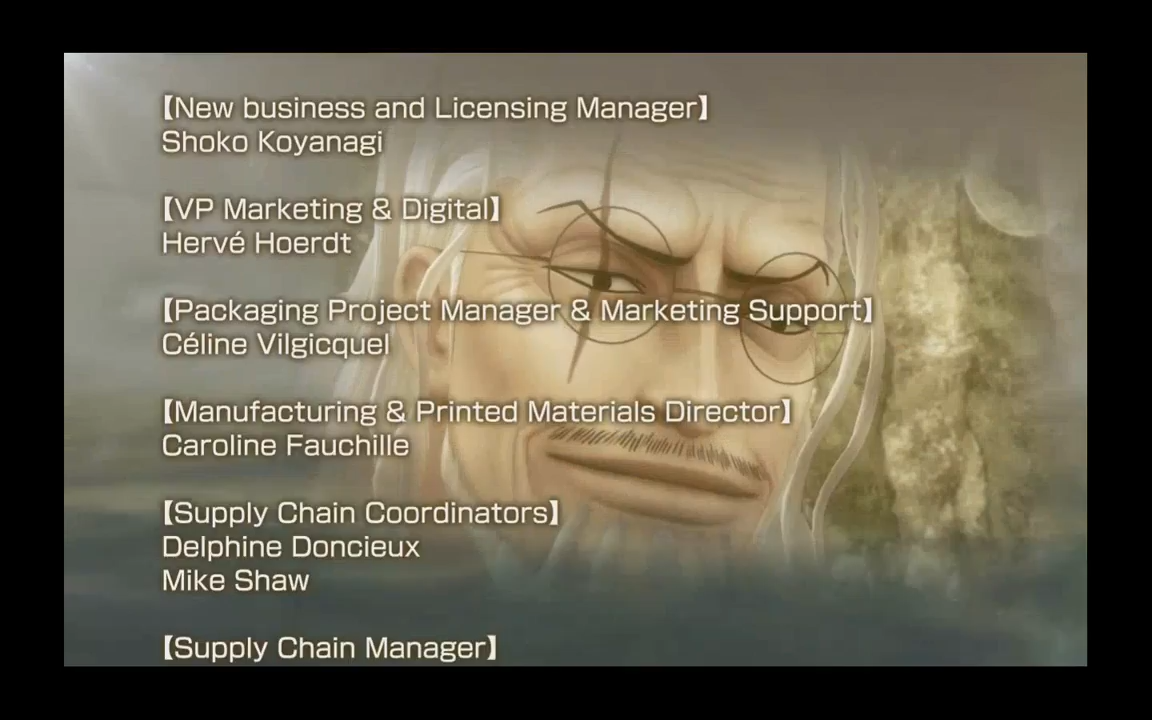 【New business and Licensing Manager】
Shoko Koyanagi
【VP Marketing & Digital】
Hervé Hoerdt
【Packaging Project Manager & Marketing Support】
Céline Vilgicquel
【Manufacturing & Printed Materials Director】
Caroline Fauchille
【Supply Chain Coordinators】
Delphine Doncieux
Mike Shaw
【Supply Chain Manager】